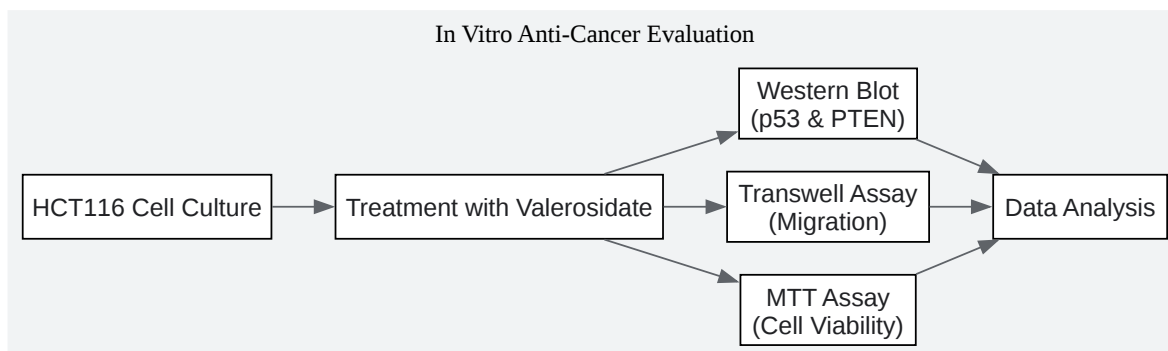 In Vitro Anti-Cancer Evaluation
HCT116 Cell Culture
Treatment with Valerosidate
Western Blot
(p53 & PTEN)
Transwell Assay
(Migration)
MTT Assay
(Cell Viability)
Data Analysis